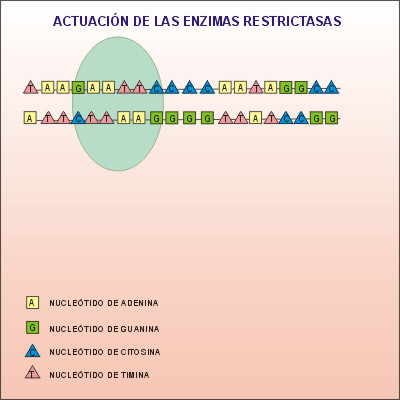 ACTUACIÓN DE LAS ENZIMAS RESTRICTASAS
T A A G A A T T C C C C A A T A G G C C
A T T C T T A A G G G G T T A T C C G G
A NUCLEÓTIDO DE ADENINA
G NUCLEÓTIDO DE GUANINA
C NUCLEÓTIDO DE CITOSINA
T NUCLEÓTIDO DE TIMINA